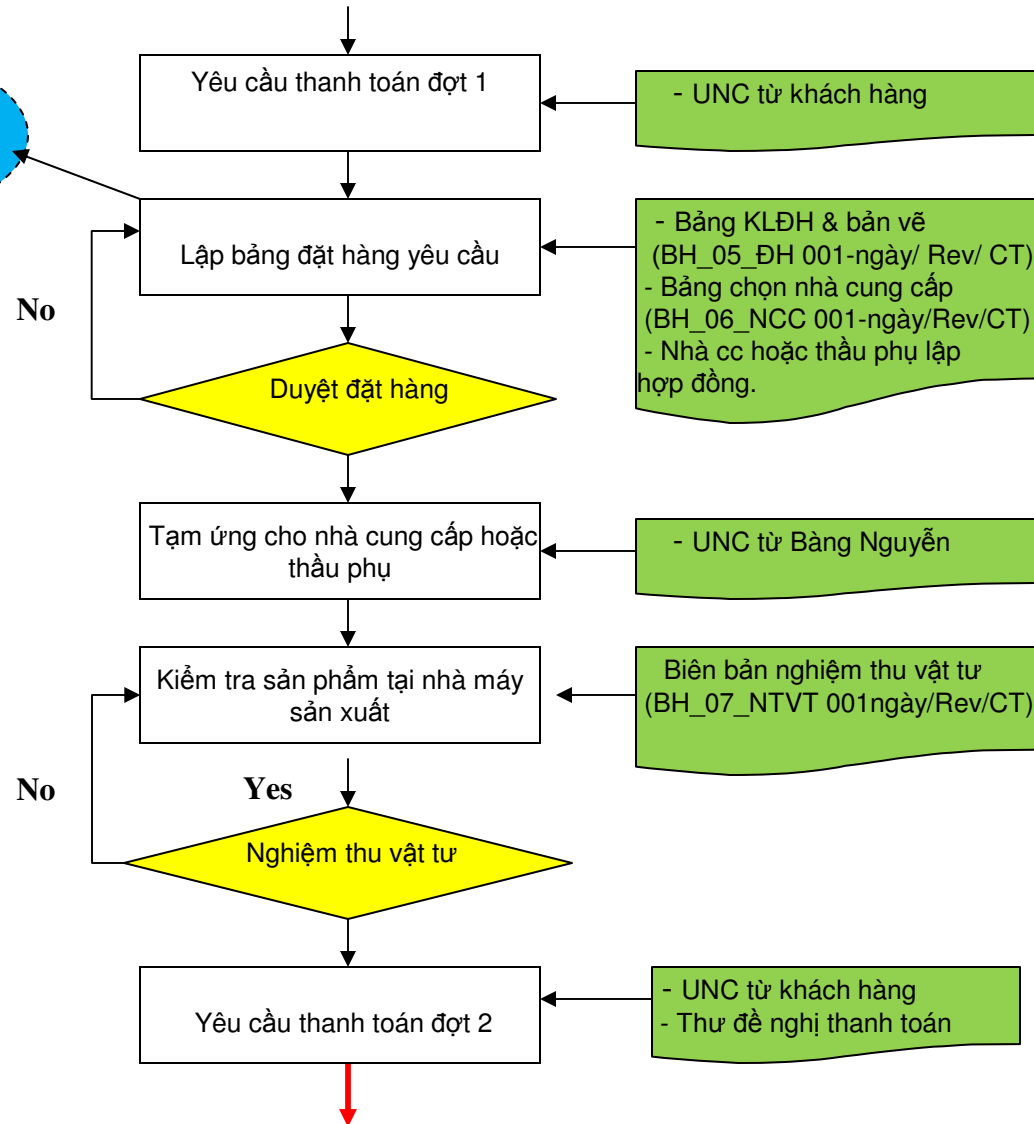 Yêu cầu thanh toán đợt 1
- UNC từ khách hàng
Lập bảng đặt hàng yêu cầu
- Bảng KLĐH & bản vẽ
(BH_05_ĐH 001-ngày/ Rev/ CT)
- Bảng chọn nhà cung cấp
(BH_06_NCC 001-ngày/Rev/CT)
- Nhà cc hoặc thầu phụ lập
hợp đồng.
No
Duyệt đặt hàng
Tạm ứng cho nhà cung cấp hoặc
thầu phụ
- UNC từ Bàng Nguyễn
Kiểm tra sản phẩm tại nhà máy
sản xuất
Biên bản nghiệm thu vật tư
(BH_07_NTVT 001ngày/Rev/CT)
No
Yes
Nghiệm thu vật tư
Yêu cầu thanh toán đợt 2
- UNC từ khách hàng
- Thư đề nghị thanh toán